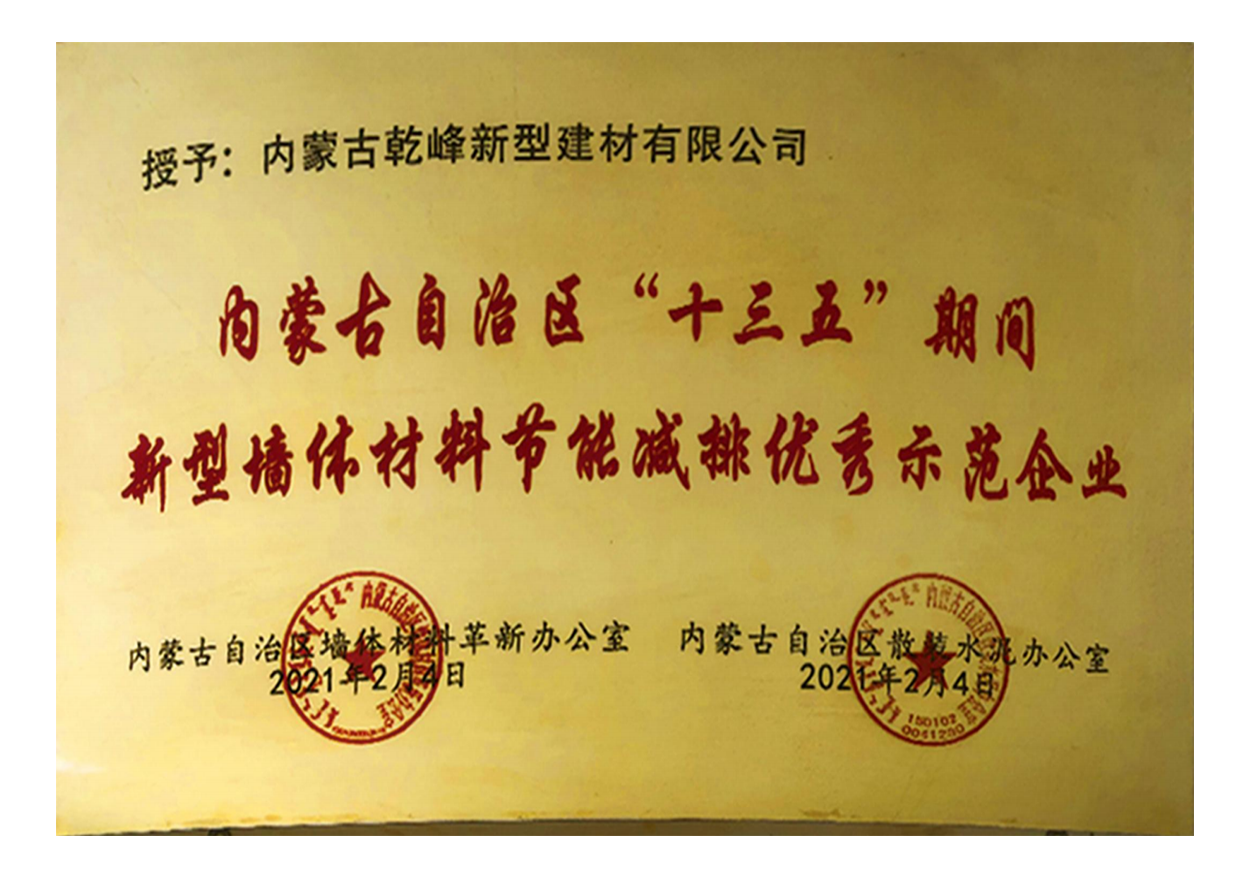 授予：内蒙古乾峰新型建材有限公司
内蒙古自治区“十三五”期间
新型墙体材料节能减排优秀示范企业
内蒙古自治区墙体材料革新办公室
2021年2月4日
内蒙古自治区散装水泥办公室
2021年2月4日
150102
0041280